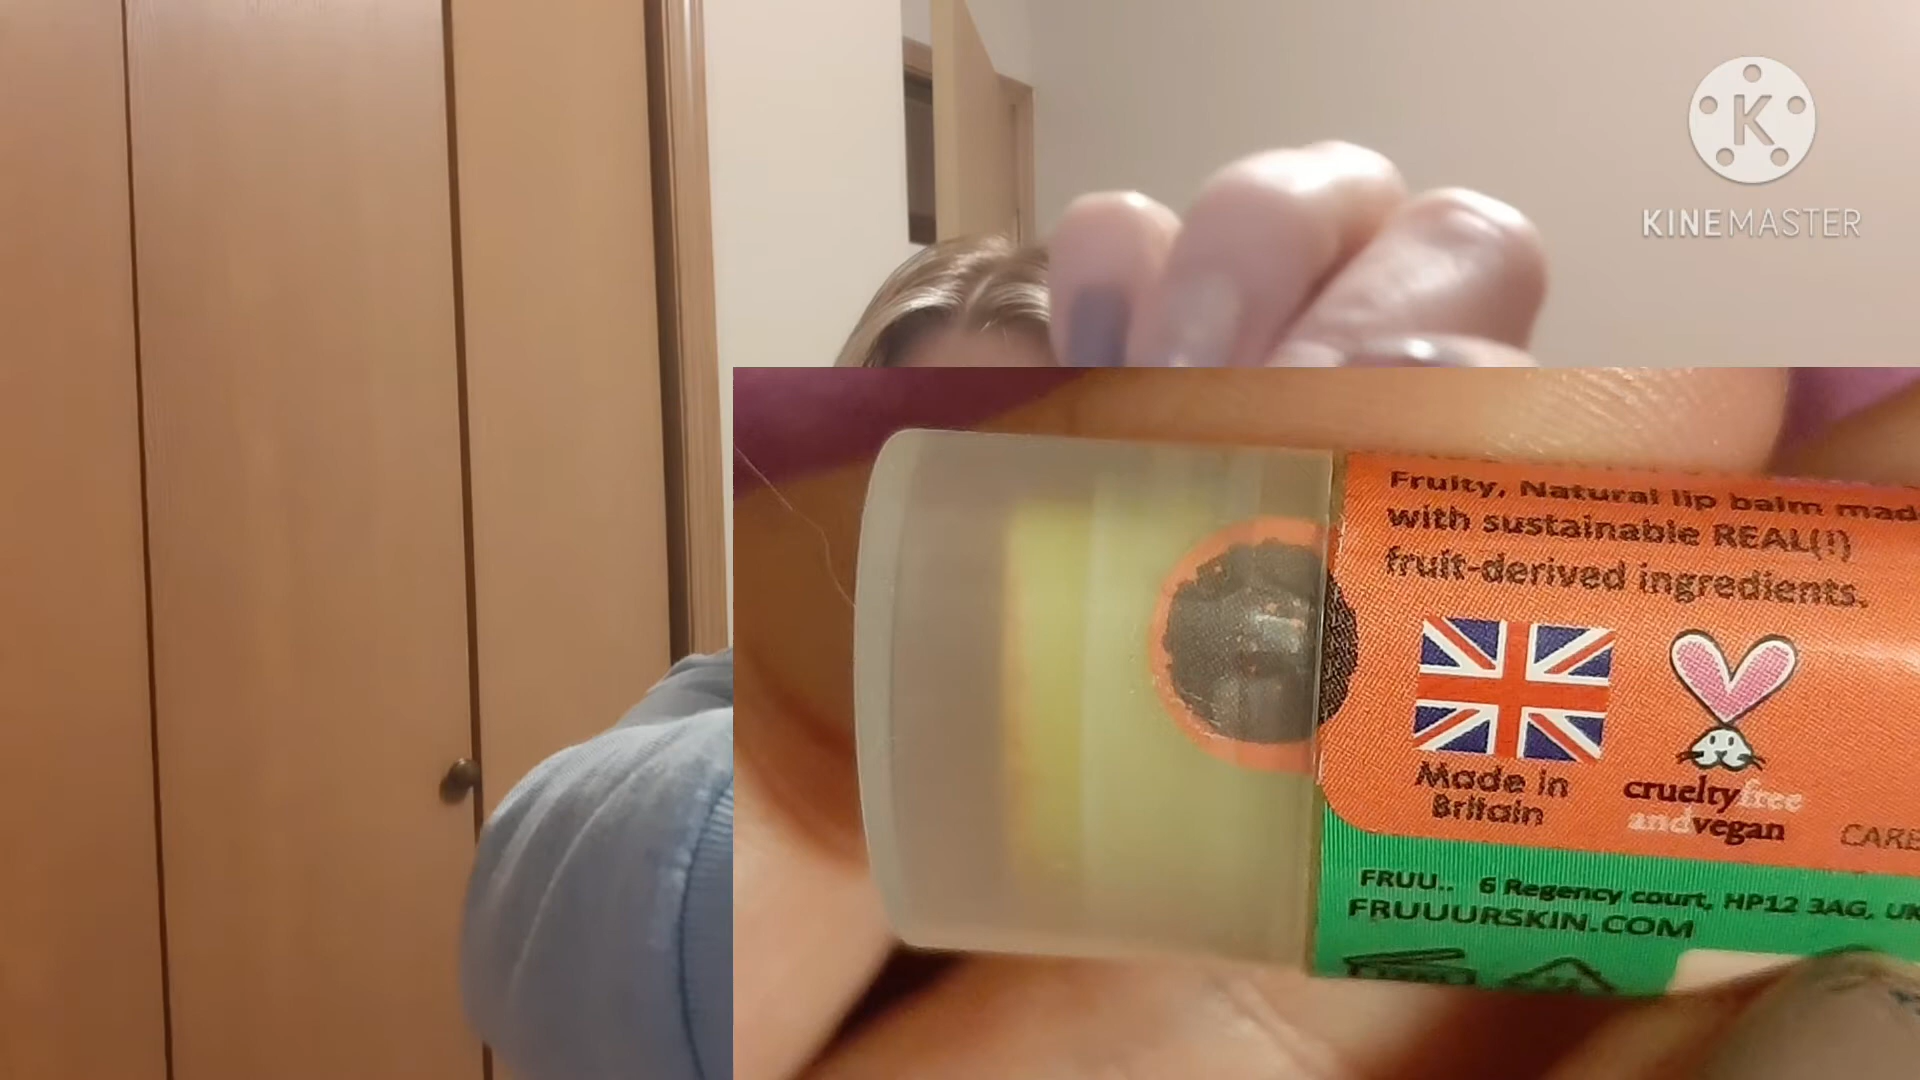 K
KINEMASTER
Fruity, Natural lip balm mad
with sustainable REAL(!)
fruit-derived ingredients.
Made in
Britain
crueltyfree
andvegan
CARB
FRUU.. 6 Regency court, HP12 3AG, UK
FRUUURSKIN.COM